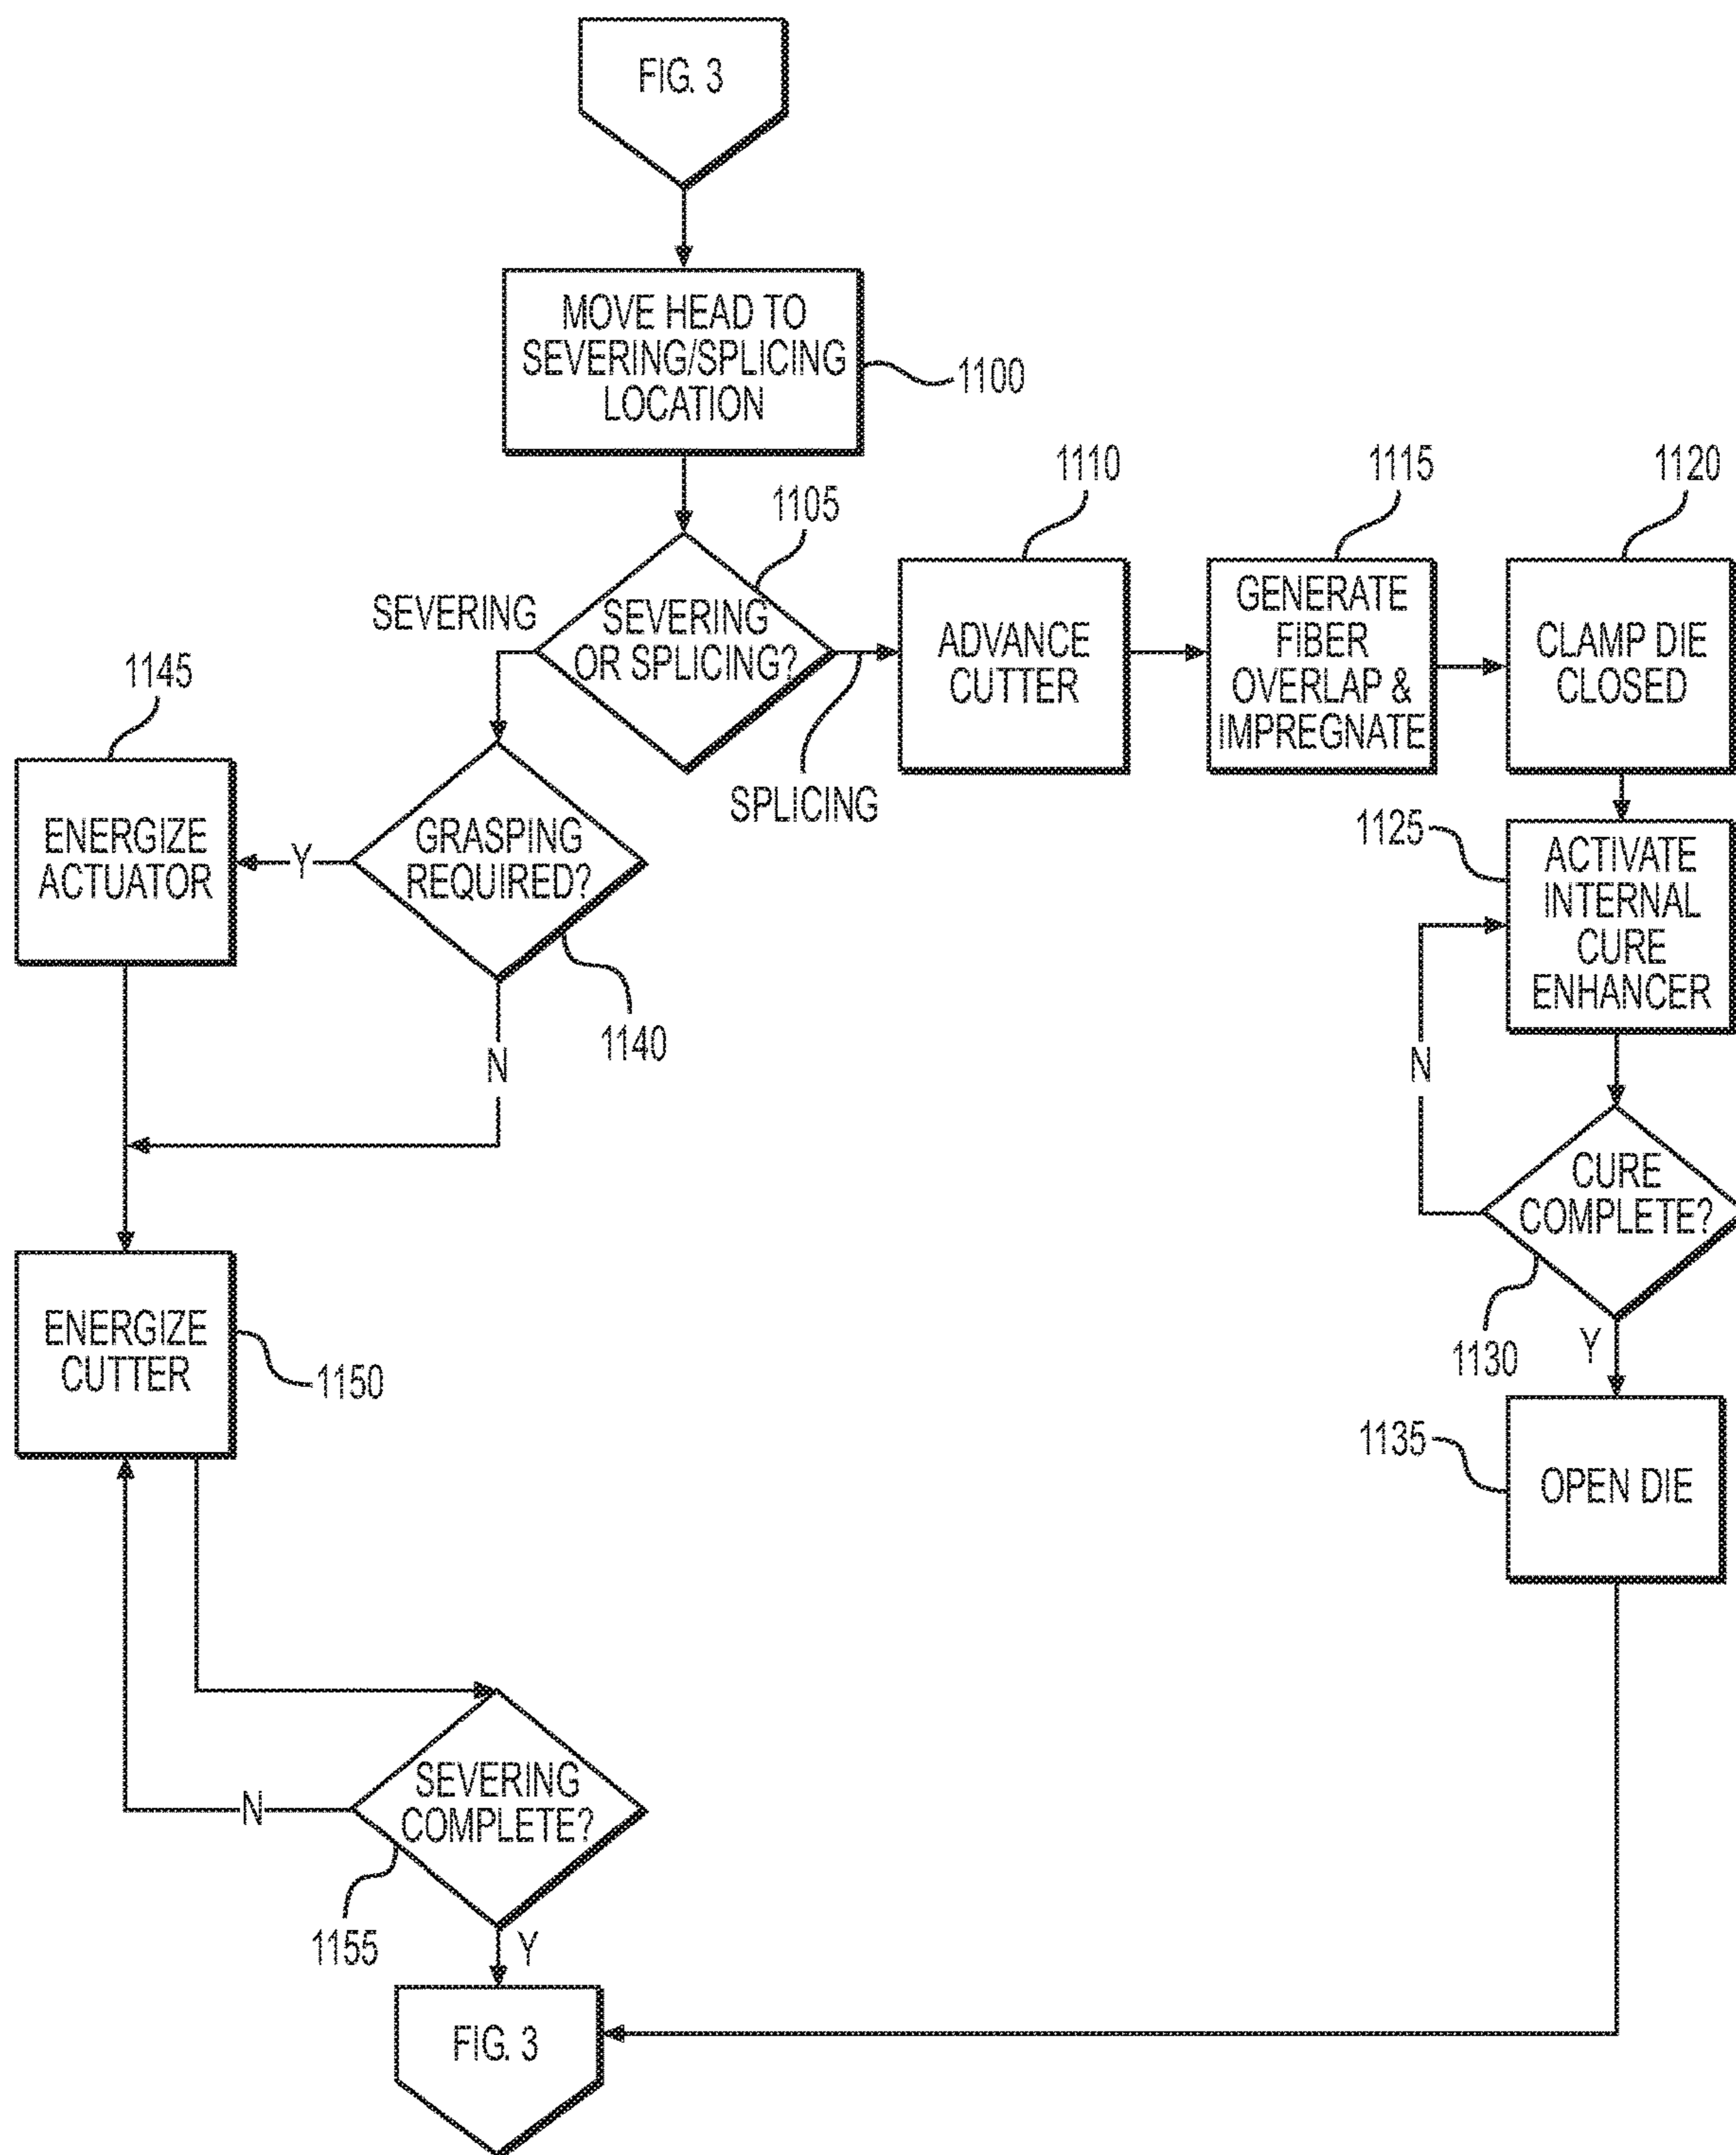 FIG. 3
MOVE HEAD TO
SEVERING/SPLICING
LOCATION
1100
1105
SEVERING
OR SPLICING?
SEVERING
SPLICING
1110
ADVANCE
CUTTER
1115
GENERATE
FIBER
OVERLAP &
IMPREGNATE
1120
CLAMP DIE
CLOSED
1125
ACTIVATE
INTERNAL
CURE
ENHANCER
N
CURE
COMPLETE?
1130
Y
1135
OPEN DIE
GRASPING
REQUIRED?
1140
Y
N
1145
ENERGIZE
ACTUATOR
ENERGIZE
CUTTER
1150
SEVERING
COMPLETE?
N
1155
Y
FIG. 3